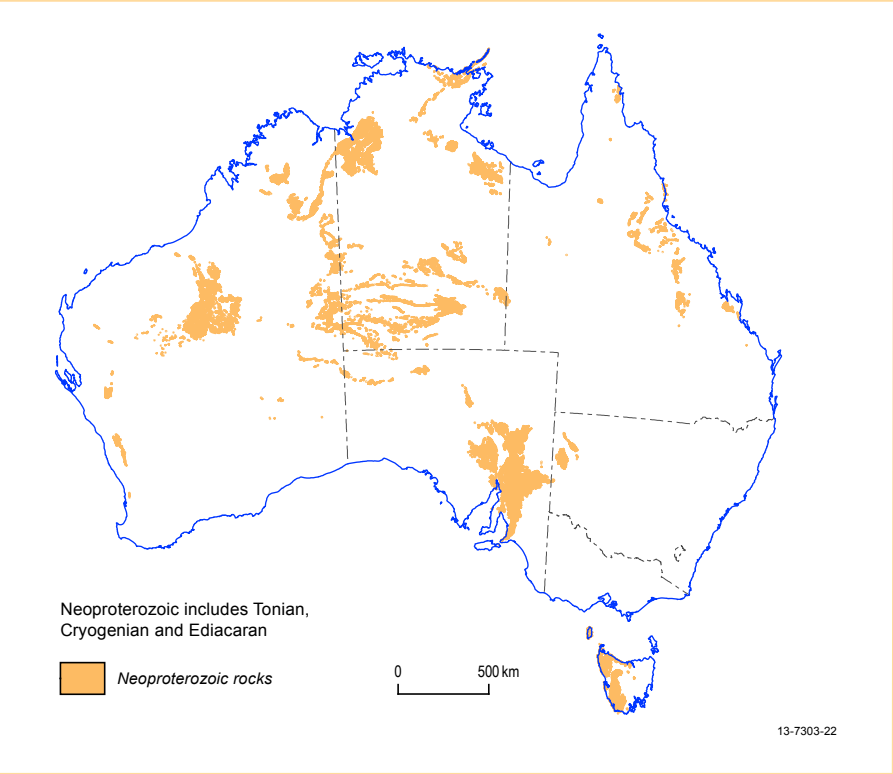 Neoproterozoic includes Tonian,
Cryogenian and Ediacaran
Neoproterozoic rocks
0 500 km
13-7303-22